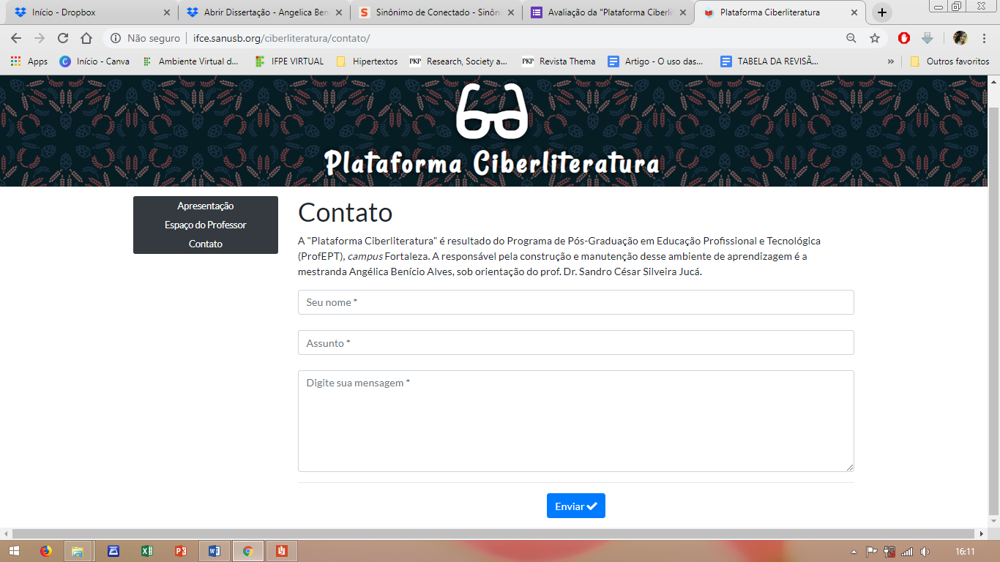 Início - Dropbox
Abrir Dissertação - Angelica Ben
Sinônimo de Conectado - Sinôn
Avaliação da "Plataforma Ciberli
Plataforma Ciberliteratura
Não seguro | ifce.sanusb.org/ciberliteratura/contato/
Apps
Início - Canva
Ambiente Virtual d...
IFPE VIRTUAL
Hipertextos
PKP Research, Society a...
PKP Revista Thema
Artigo - O uso das...
TABELA DA REVISÃ...
»
Outros favoritos
Plataforma Ciberliteratura
Apresentação
Espaço do Professor
Contato
Contato
A "Plataforma Ciberliteratura" é resultado do Programa de Pós-Graduação em Educação Profissional e Tecnológica
(ProfEPT), campus Fortaleza. A responsável pela construção e manutenção desse ambiente de aprendizagem é a
mestranda Angélica Benício Alves, sob orientação do prof. Dr. Sandro César Silveira Jucá.
Seu nome *
Assunto *
Digite sua mensagem *
Enviar
16:11